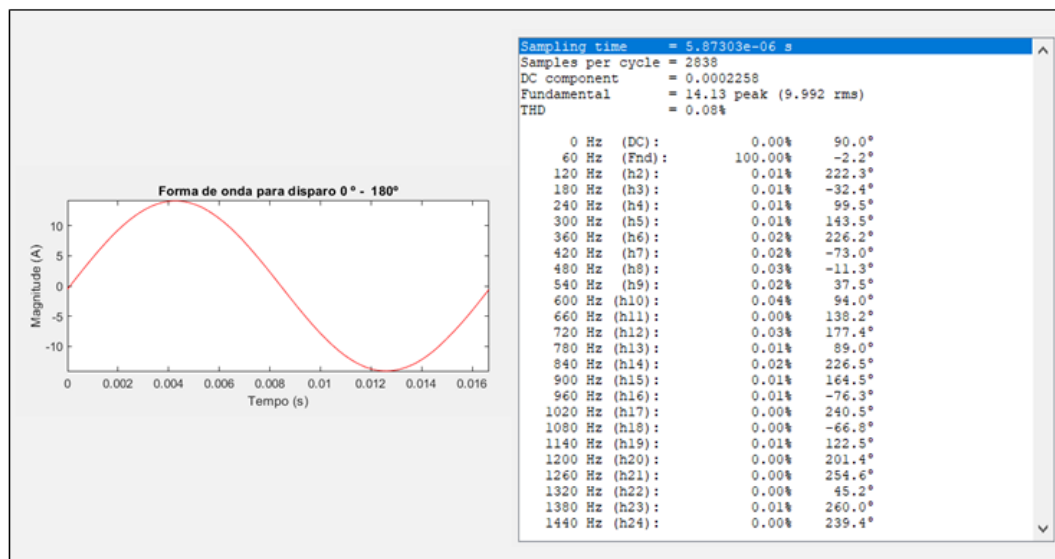 Forma de onda para disparo 0 º - 180º
Magnitude (A)
10
5
0
-5
-10
0 0.002 0.004 0.006 0.008 0.01 0.012 0.014 0.016
Tempo (s)
Sampling time = 5.87303e-06 s
Samples per cycle = 2838
DC component = 0.0002258
Fundamental = 14.13 peak (9.992 rms)
THD = 0.08%
0 Hz (DC): 0.00% 90.0°
60 Hz (Fnd): 100.00% -2.2°
120 Hz (h2): 0.01% 222.3°
180 Hz (h3): 0.01% -32.4°
240 Hz (h4): 0.01% 99.5°
300 Hz (h5): 0.01% 143.5°
360 Hz (h6): 0.02% 226.2°
420 Hz (h7): 0.02% -73.0°
480 Hz (h8): 0.03% -11.3°
540 Hz (h9): 0.02% 37.5°
600 Hz (h10): 0.04% 94.0°
660 Hz (h11): 0.00% 138.2°
720 Hz (h12): 0.03% 177.4°
780 Hz (h13): 0.01% 89.0°
840 Hz (h14): 0.02% 226.5°
900 Hz (h15): 0.01% 164.5°
960 Hz (h16): 0.01% -76.3°
1020 Hz (h17): 0.00% 240.5°
1080 Hz (h18): 0.00% -66.8°
1140 Hz (h19): 0.01% 122.5°
1200 Hz (h20): 0.00% 201.4°
1260 Hz (h21): 0.00% 254.6°
1320 Hz (h22): 0.00% 45.2°
1380 Hz (h23): 0.01% 260.0°
1440 Hz (h24): 0.00% 239.4°